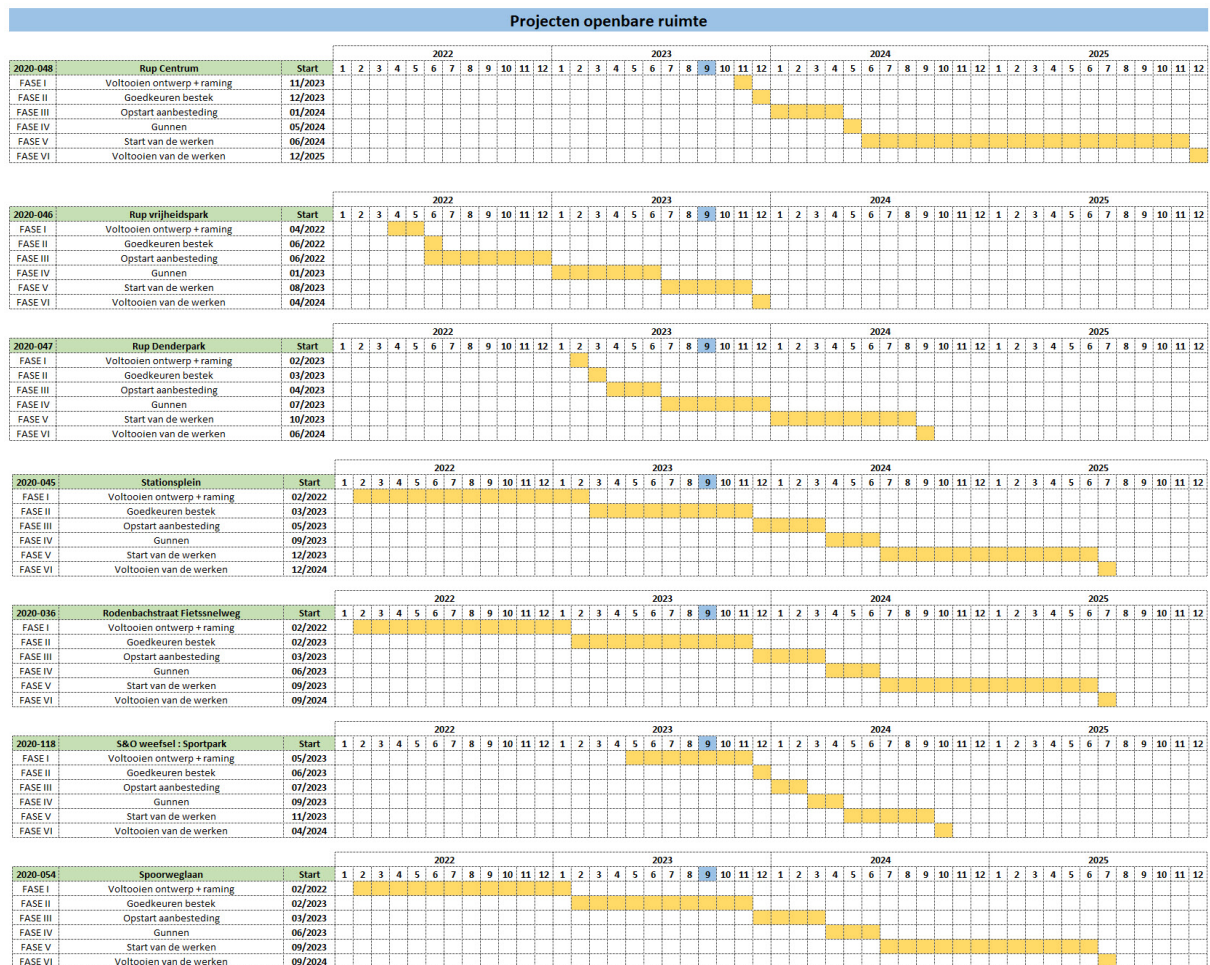 Projecten openbare ruimte
2022 2023 2024 2025
2020-048 Rup Centrum Start 1 2 3 4 5 6 7 8 9 10 11 12 1 2 3 4 5 6 7 8 9 10 11 12 1 2 3 4 5 6 7 8 9 10 11 12 1 2 3 4 5 6 7 8 9 10 11 12
FASE I Voltooien ontwerp + raming 11/2023
FASE II Goedkeuren bestek 12/2023
FASE III Opstart aanbesteding 01/2024
FASE IV Gunnen 05/2024
FASE V Start van de werken 06/2024
FASE VI Voltooien van de werken 12/2025
2022 2023 2024 2025
2020-046 Rup vrijheidspark Start 1 2 3 4 5 6 7 8 9 10 11 12 1 2 3 4 5 6 7 8 9 10 11 12 1 2 3 4 5 6 7 8 9 10 11 12 1 2 3 4 5 6 7 8 9 10 11 12
FASE I Voltooien ontwerp + raming 04/2022
FASE II Goedkeuren bestek 06/2022
FASE III Opstart aanbesteding 06/2022
FASE IV Gunnen 01/2023
FASE V Start van de werken 08/2023
FASE VI Voltooien van de werken 04/2024
2022 2023 2024 2025
2020-047 Rup Denderpark Start 1 2 3 4 5 6 7 8 9 10 11 12 1 2 3 4 5 6 7 8 9 10 11 12 1 2 3 4 5 6 7 8 9 10 11 12 1 2 3 4 5 6 7 8 9 10 11 12
FASE I Voltooien ontwerp + raming 02/2023
FASE II Goedkeuren bestek 03/2023
FASE III Opstart aanbesteding 04/2023
FASE IV Gunnen 07/2023
FASE V Start van de werken 10/2023
FASE VI Voltooien van de werken 06/2024
2022 2023 2024 2025
2020-045 Stationsplein Start 1 2 3 4 5 6 7 8 9 10 11 12 1 2 3 4 5 6 7 8 9 10 11 12 1 2 3 4 5 6 7 8 9 10 11 12 1 2 3 4 5 6 7 8 9 10 11 12
FASE I Voltooien ontwerp + raming 02/2022
FASE II Goedkeuren bestek 03/2023
FASE III Opstart aanbesteding 05/2023
FASE IV Gunnen 09/2023
FASE V Start van de werken 12/2023
FASE VI Voltooien van de werken 12/2024
2022 2023 2024 2025
2020-036 Rodenbachstraat Fietssnelweg Start 1 2 3 4 5 6 7 8 9 10 11 12 1 2 3 4 5 6 7 8 9 10 11 12 1 2 3 4 5 6 7 8 9 10 11 12 1 2 3 4 5 6 7 8 9 10 11 12
FASE I Voltooien ontwerp + raming 02/2022
FASE II Goedkeuren bestek 02/2023
FASE III Opstart aanbesteding 03/2023
FASE IV Gunnen 06/2023
FASE V Start van de werken 09/2023
FASE VI Voltooien van de werken 09/2024
2022 2023 2024 2025
2020-118 S&O weefsel : Sportpark Start 1 2 3 4 5 6 7 8 9 10 11 12 1 2 3 4 5 6 7 8 9 10 11 12 1 2 3 4 5 6 7 8 9 10 11 12 1 2 3 4 5 6 7 8 9 10 11 12
FASE I Voltooien ontwerp + raming 05/2023
FASE II Goedkeuren bestek 06/2023
FASE III Opstart aanbesteding 07/2023
FASE IV Gunnen 09/2023
FASE V Start van de werken 11/2023
FASE VI Voltooien van de werken 04/2024
2022 2023 2024 2025
2020-054 Spoorweglaan Start 1 2 3 4 5 6 7 8 9 10 11 12 1 2 3 4 5 6 7 8 9 10 11 12 1 2 3 4 5 6 7 8 9 10 11 12 1 2 3 4 5 6 7 8 9 10 11 12
FASE I Voltooien ontwerp + raming 02/2022
FASE II Goedkeuren bestek 02/2023
FASE III Opstart aanbesteding 03/2023
FASE IV Gunnen 06/2023
FASE V Start van de werken 09/2023
FASE VI Voltooien van de werken 09/2024